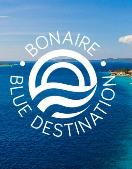 · BONAIRE ·
BLUE DESTINATION